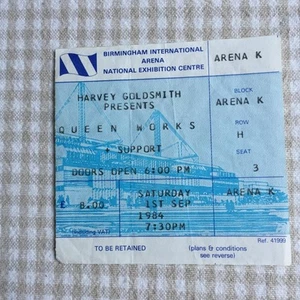 BIRMINGHAM INTERNATIONAL
ARENA
NATIONAL EXHIBITION CENTRE
HARVEY GOLDSMITH
PRESENTS
QUEEN WORKS
+ SUPPORT
DOORS OPEN 6:00 PM
SATURDAY
£ 8.00 1ST SEP
1984
7:30PM
(including VAT)
TO BE RETAINED
(plans & conditions
see reverse)
ARENA K
BLOCK
ARENA K
ROW
H
SEAT
3
ARENA K
Ref. 41999